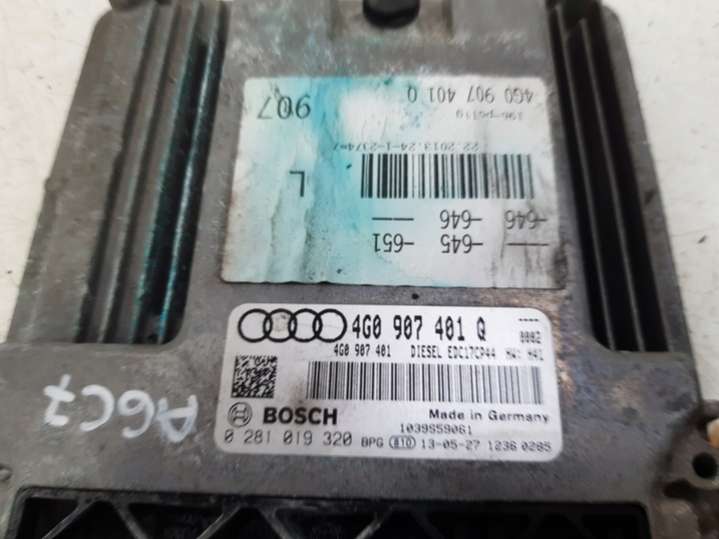 4G0 907 401 Q 907
22.2013.24-1-2374*7
L
-646 -646 —
— -645 -651
4G0 907 401 Q ----
4G0 907 401 DIESEL EDC17CP44 HW: H41
BOSCH Made in Germany
1039S59061
0 281 019 320 BPG 810 13-05-27 1236 0285
A6C7